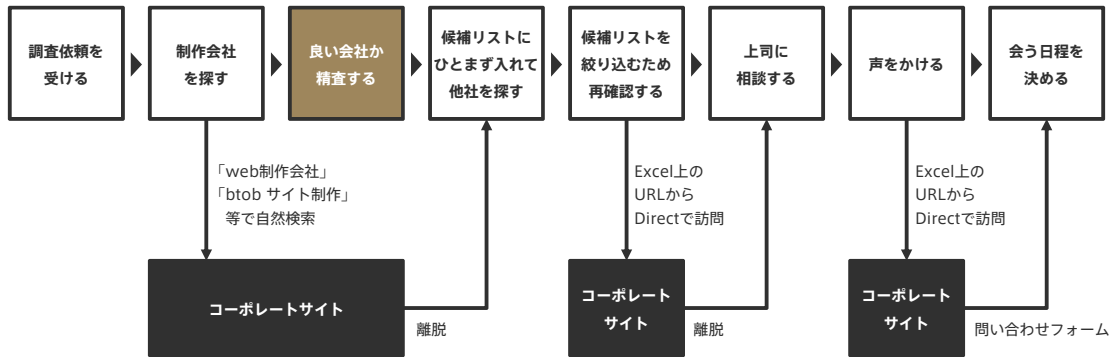 調査依頼を
受ける
制作会社
を探す
良い会社か
精査する
候補リストに
ひとまず入れて
他社を探す
候補リストを
絞り込むため
再確認する
上司に
相談する
声をかける
会う日程を
決める
「web制作会社」
「btob サイト制作」
等で自然検索
Excel上の
URLから
Directで訪問
Excel上の
URLから
Directで訪問
コーポレートサイト
離脱
コーポレート
サイト
離脱
コーポレート
サイト
問い合わせフォーム